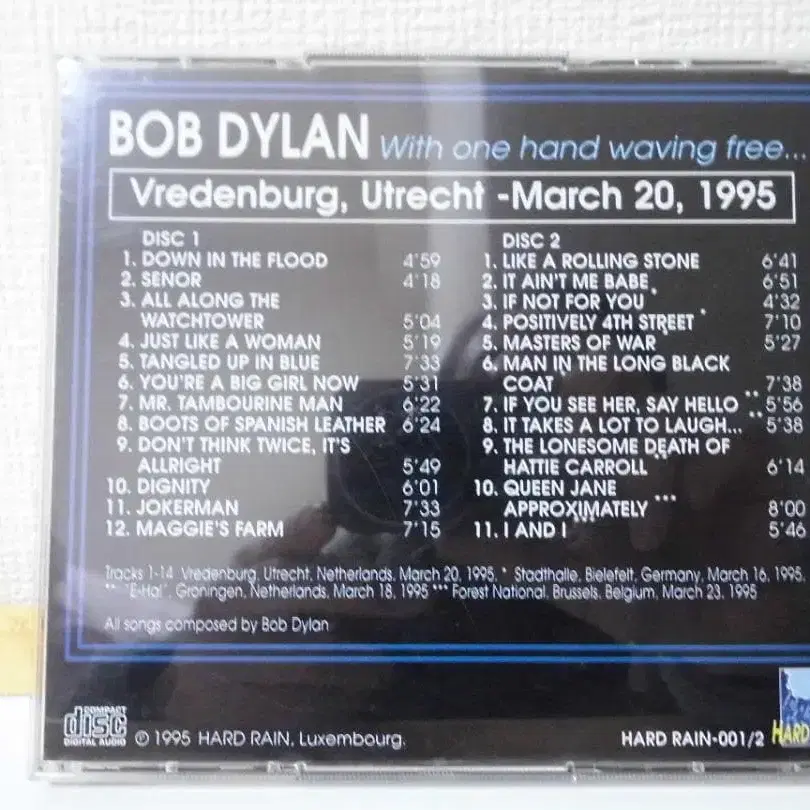 BOB DYLAN With one hand waving free...
Vredenburg, Utrecht -March 20, 1995
DISC 1
1. DOWN IN THE FLOOD 4'59
2. SENOR 4'18
3. ALL ALONG THE
WATCHTOWER 5'04
4. JUST LIKE A WOMAN 5'19
5. TANGLED UP IN BLUE 7'33
6. YOU'RE A BIG GIRL NOW 5'31
7. MR. TAMBOURINE MAN 6'22
8. BOOTS OF SPANISH LEATHER 6'24
9. DON'T THINK TWICE, IT'S
ALLRIGHT 5'49
10. DIGNITY 6'01
11. JOKERMAN 7'33
12. MAGGIE'S FARM 7'15
DISC 2
1. LIKE A ROLLING STONE 6'41
2. IT AIN'T ME BABE 6'51
3. IF NOT FOR YOU * 4'32
4. POSITIVELY 4TH STREET * 7'10
5. MASTERS OF WAR * 5'27
6. MAN IN THE LONG BLACK
COAT * 7'38
7. IF YOU SEE HER, SAY HELLO ** 5'56
8. IT TAKES A LOT TO LAUGH... ** 5'38
9. THE LONESOME DEATH OF
HATTIE CARROLL ** 6'14
10. QUEEN JANE
APPROXIMATELY *** 8'00
11. I AND I *** 5'46
Tracks 1-14 Vredenburg, Utrecht, Netherlands, March 20, 1995. * Stadthalle, Bielefelt, Germany, March 16, 1995.
** "E-Hal", Groningen, Netherlands, March 18, 1995 *** Forest National, Brussels, Belgium, March 23, 1995
All songs composed by Bob Dylan
COMPACT
disc
DIGITAL AUDIO
℗ 1995 HARD RAIN, Luxembourg.
HARD RAIN-001/2
HARD